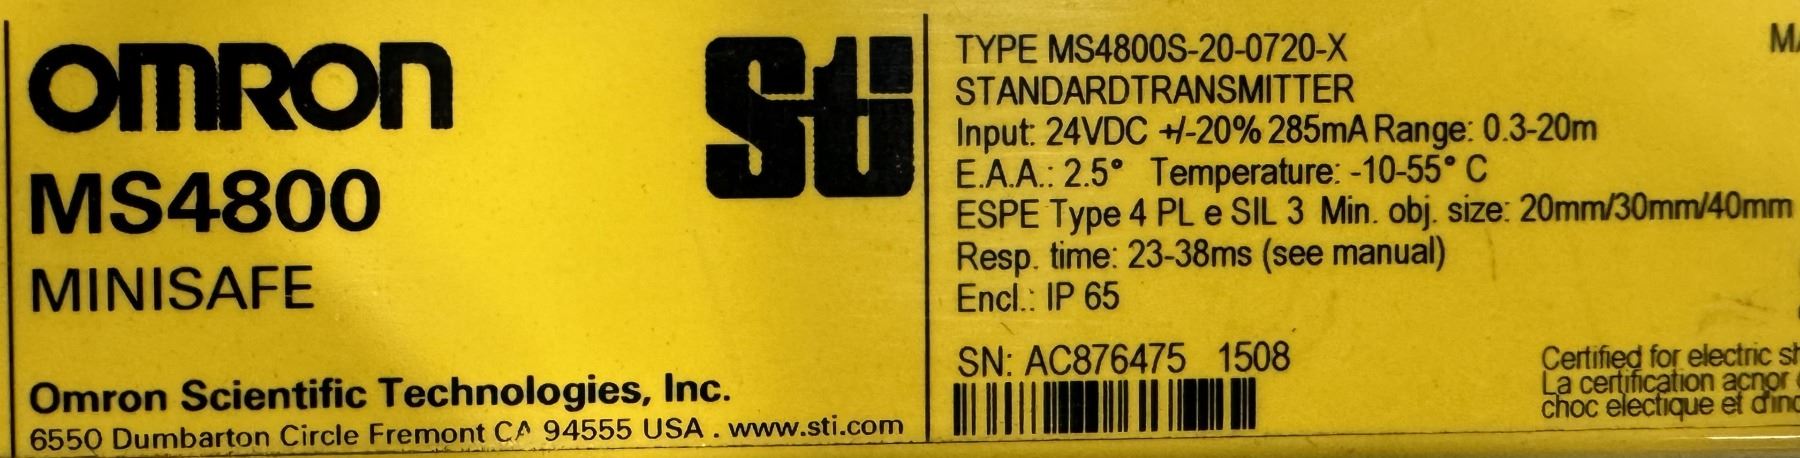 OMRON
STI
MS4800
MINISAFE
Omron Scientific Technologies, Inc.
6550 Dumbarton Circle Fremont CA 94555 USA . www.sti.com
TYPE MS4800S-20-0720-X
STANDARDTRANSMITTER
Input: 24VDC +/-20% 285mA Range: 0.3-20m
E.A.A.: 2.5° Temperature: -10-55° C
ESPE Type 4 PL e SIL 3 Min. obj. size: 20mm/30mm/40mm
Resp. time: 23-38ms (see manual)
Encl.: IP 65
SN: AC876475 1508
Certified for electric
La certification acnor
choc electique et